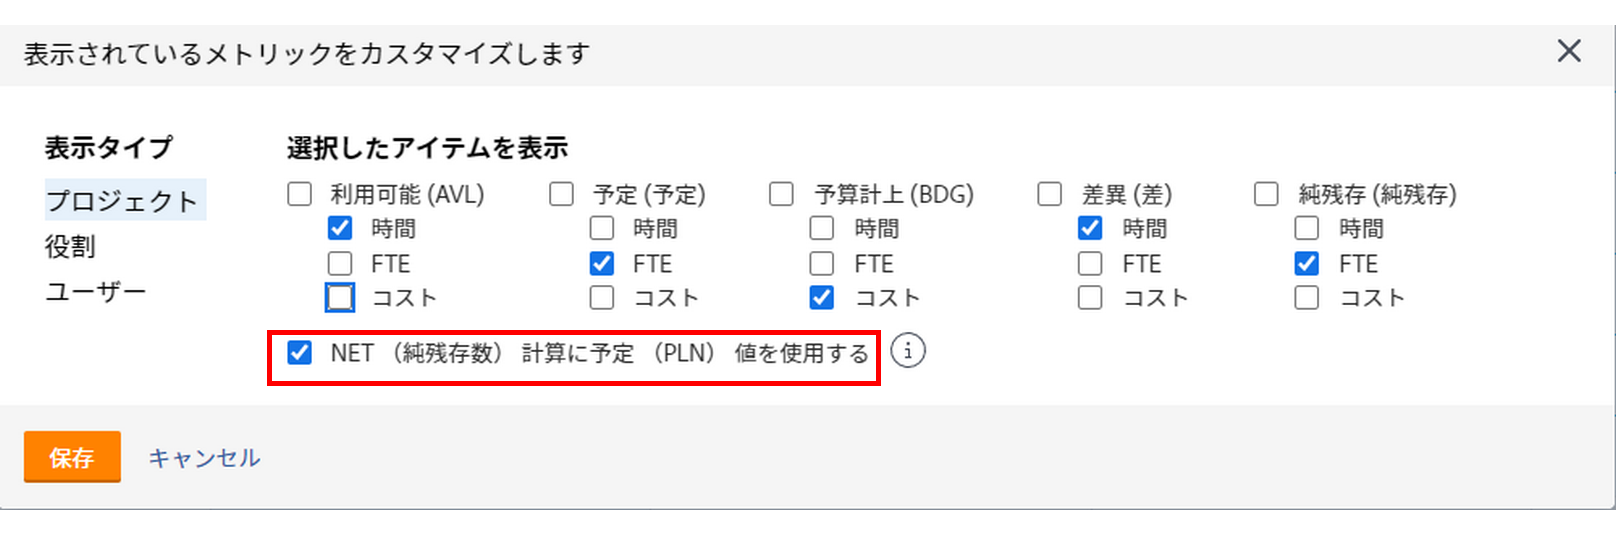 表示されているメトリックをカスタマイズします
表示タイプ
プロジェクト
役割
ユーザー
選択したアイテムを表示
利用可能 (AVL) 予定 (予定) 予算計上 (BDG) 差異 (差) 純残存 (純残存)
時間 時間 時間 時間 時間
FTE FTE FTE FTE FTE
コスト コスト コスト コスト コスト
NET （純残存数） 計算に予定 （PLN） 値を使用する
保存 キャンセル